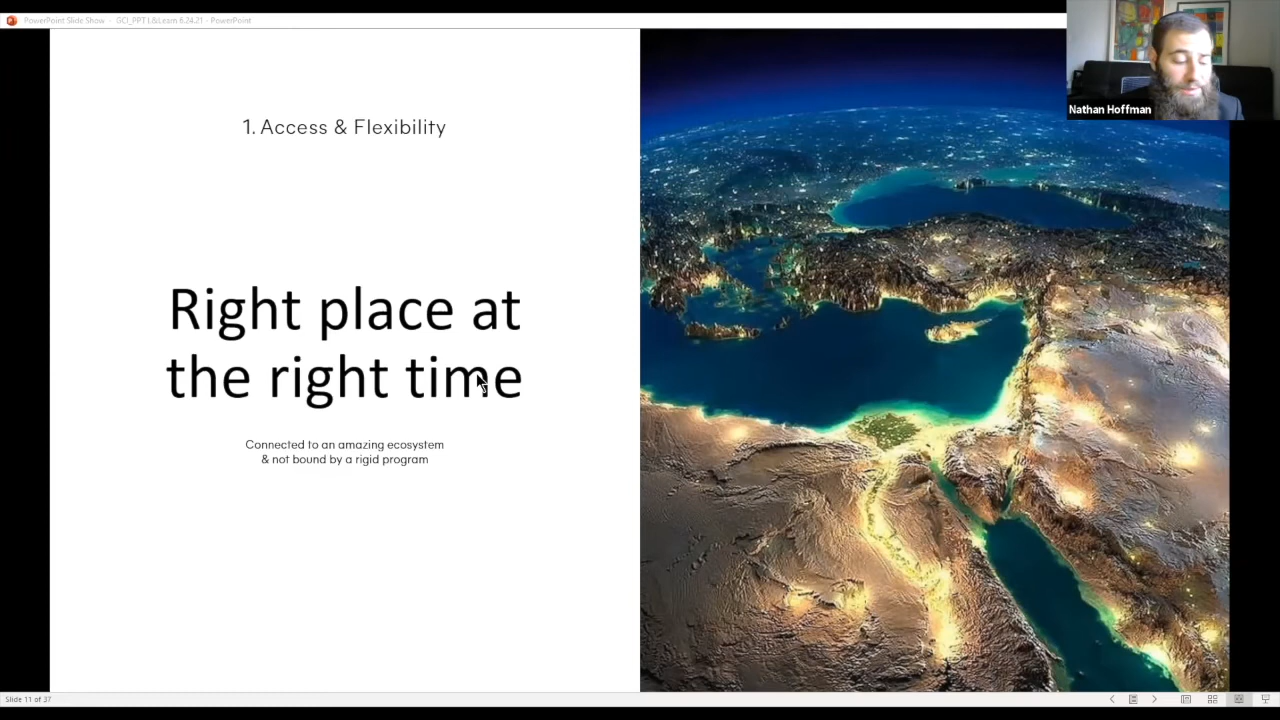 PowerPoint Slide Show - GCI_PPT L&Learn 6.24.21 - PowerPoint
Nathan Hoffman
1. Access & Flexibility
Right place at
the right time
Connected to an amazing ecosystem
& not bound by a rigid program
Slide 11 of 37